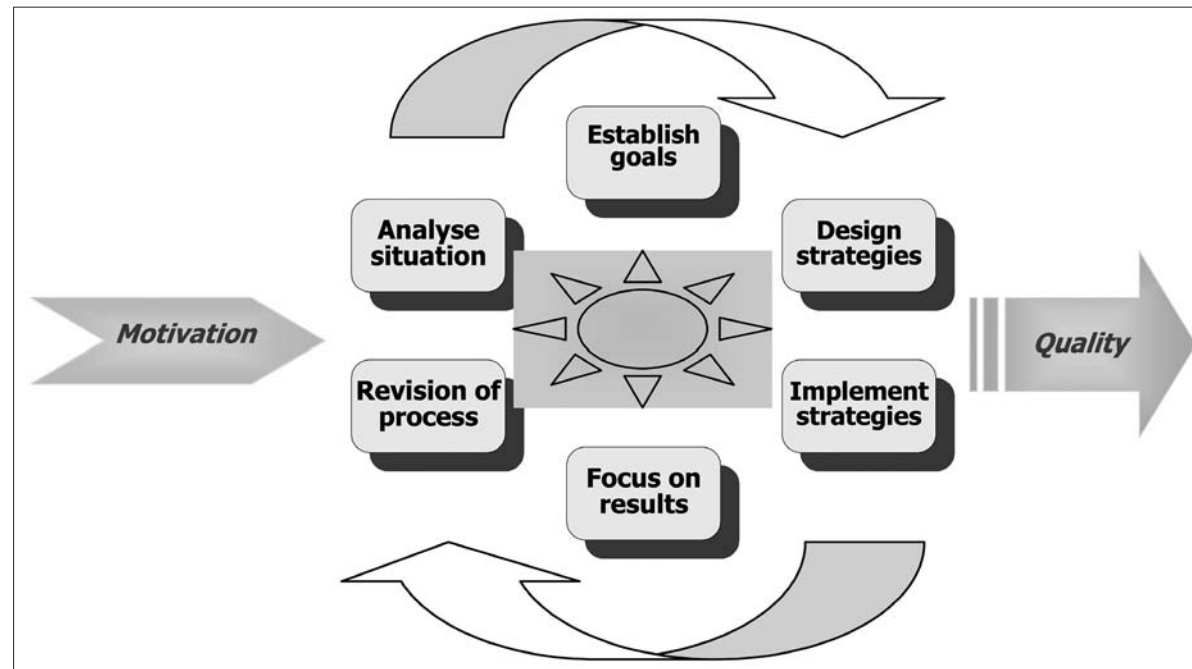 Establish
goals
Analyse
situation
Design
strategies
Motivation
Quality
Revision of
process
Implement
strategies
Focus on
results